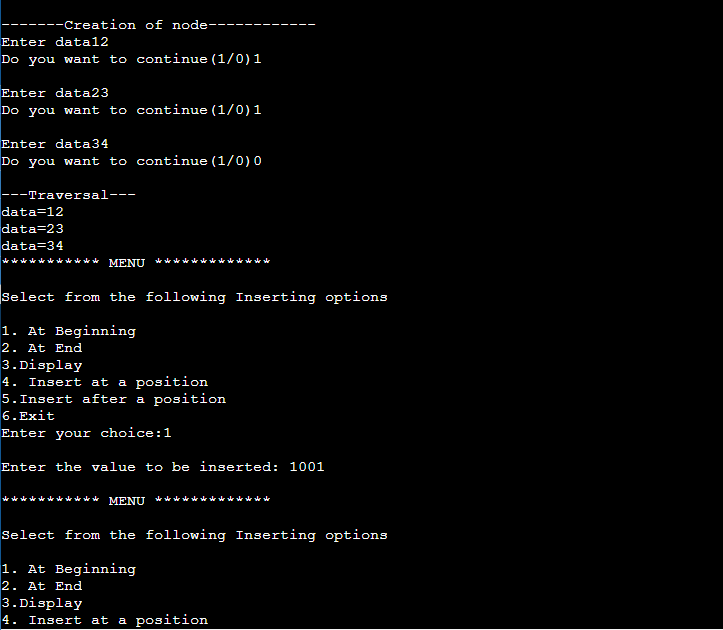 -------Creation of node------------
Enter data12
Do you want to continue(1/0)1
Enter data23
Do you want to continue(1/0)1
Enter data34
Do you want to continue(1/0)0
---Traversal---
data=12
data=23
data=34
*********** MENU *************
Select from the following Inserting options
1. At Beginning
2. At End
3.Display
4. Insert at a position
5.Insert after a position
6.Exit
Enter your choice:1
Enter the value to be inserted: 1001
*********** MENU *************
Select from the following Inserting options
1. At Beginning
2. At End
3.Display
4. Insert at a position